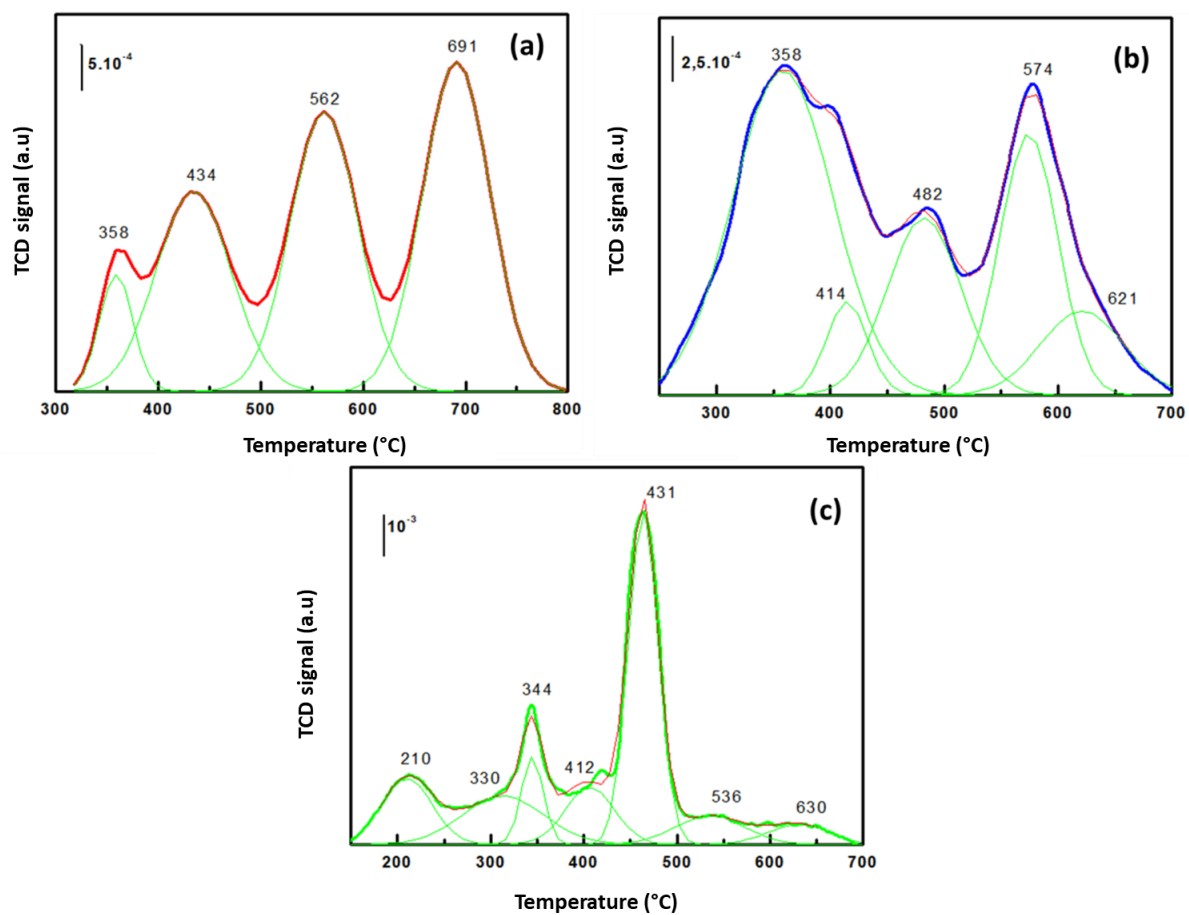 (a)
5.10⁻⁴
358
434
562
691
TCD signal (a.u)
300 400 500 600 700 800
Temperature (°C)
(b)
2,5.10⁻⁴
358
414
482
574
621
TCD signal (a.u)
300 400 500 600 700
Temperature (°C)
(c)
10⁻³
210
330
344
412
431
536
630
TCD signal (a.u)
200 300 400 500 600 700
Temperature (°C)